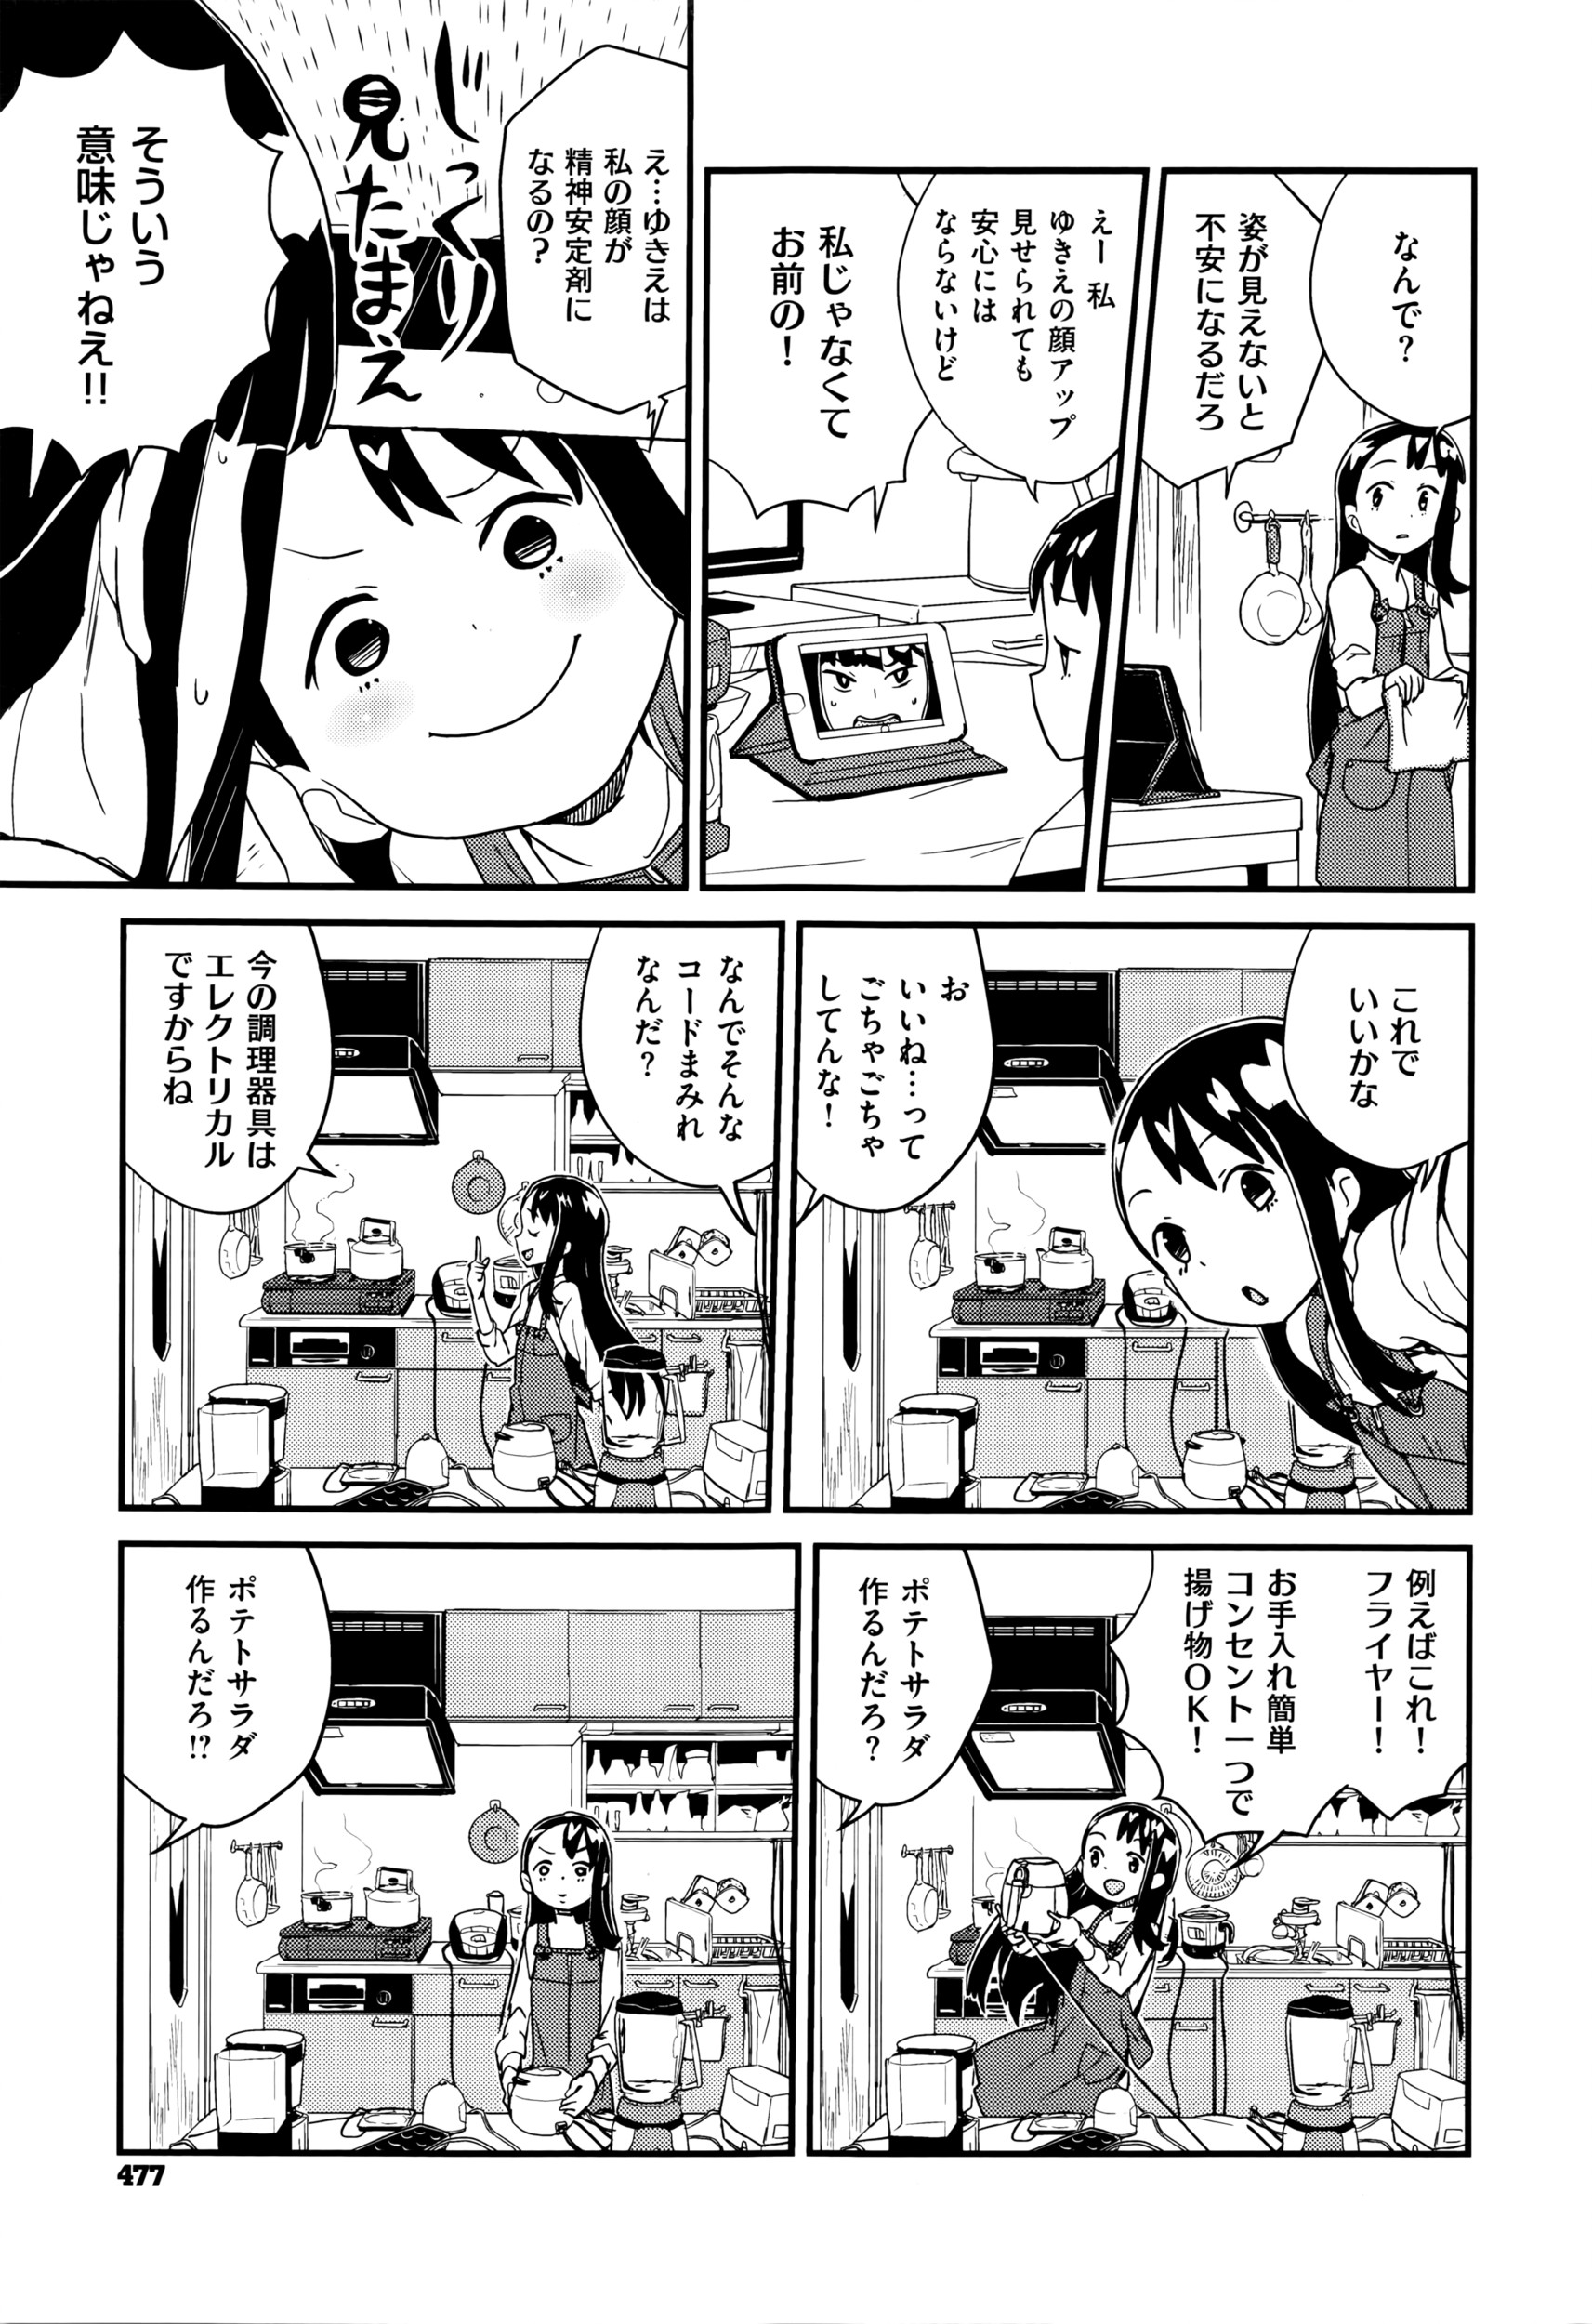 なんで？
姿が見えないと
不安になるだろ
えー 私
ゆきえの顔アップ
見せられても
安心には
ならないけど
私じゃなくて
お前の！
え…ゆきえは
私の顔が
精神安定剤に
なるの？
じっくり
見たまえ
そういう
意味じゃねえ!!
これで
いいかな
お
いいね…って
ごちゃごちゃ
してんな！
なんでそんな
コードまみれ
なんだ？
今の調理器具は
エレクトリカル
ですからね
例えばこれ！
フライヤー！
お手入れ簡単
コンセント一つで
揚げ物OK！
ポテトサラダ
作るんだろ？
ポテトサラダ
作るんだろ!?
477